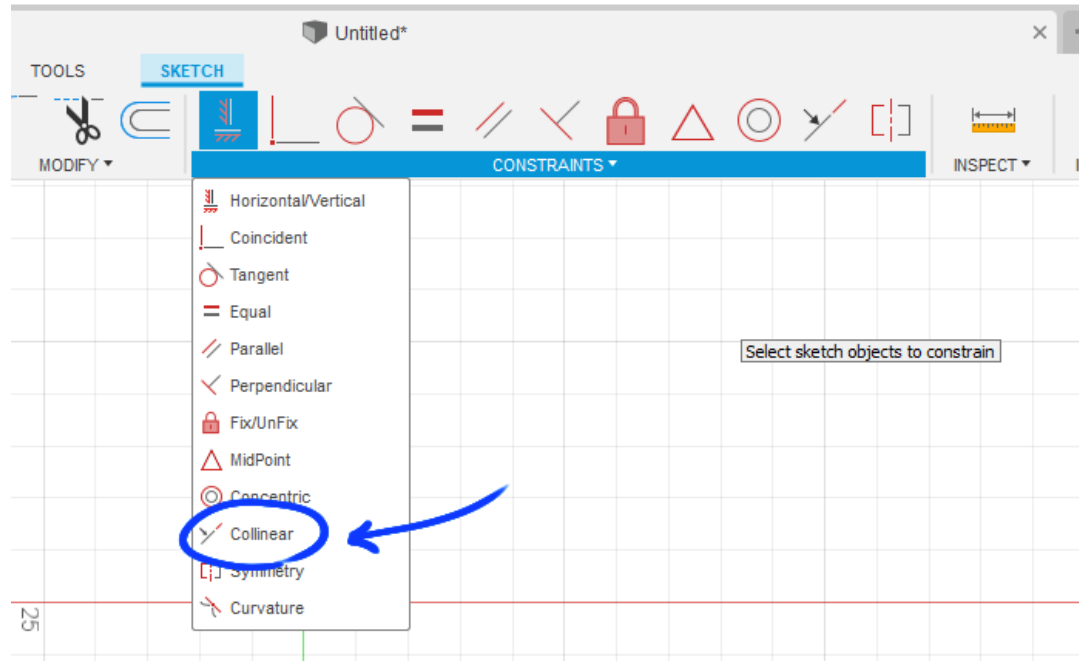 Untitled*
TOOLS SKETCH
MODIFY CONSTRAINTS INSPECT
Horizontal/Vertical
Coincident
Tangent
Equal
Parallel
Select sketch objects to constrain
Perpendicular
Fix/UnFix
MidPoint
Concentric
Collinear
Symmetry
Curvature
25